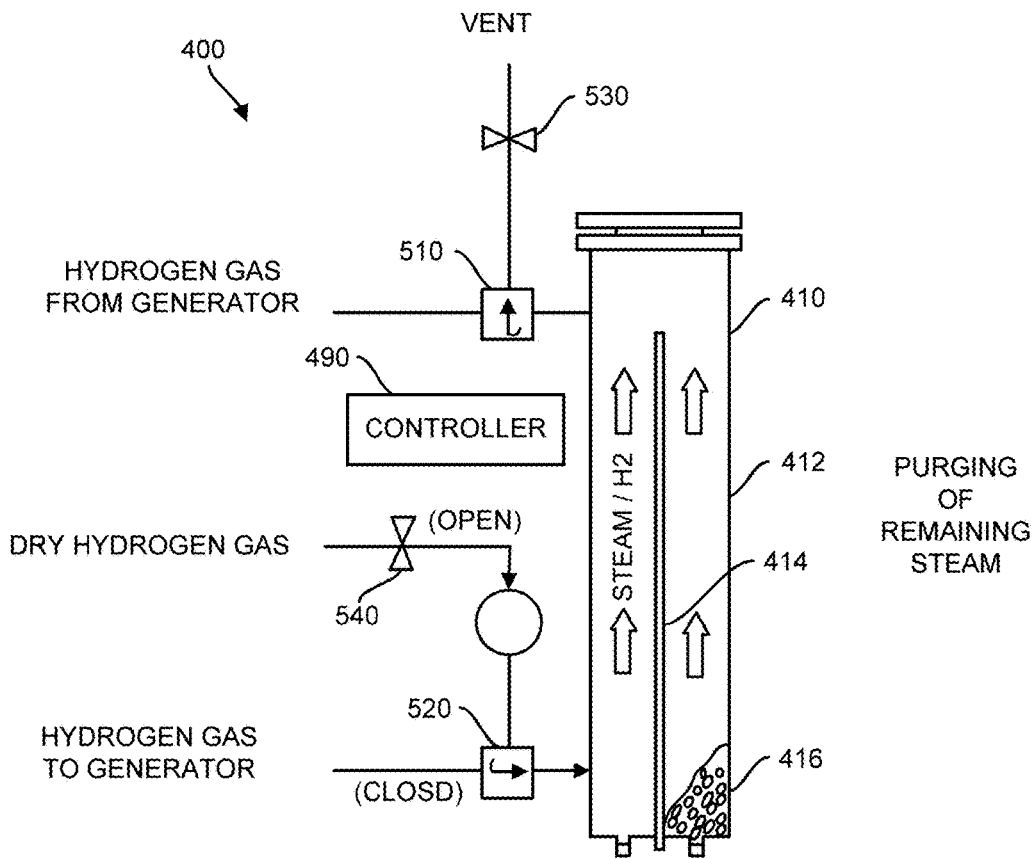 VENT
400
530
510
HYDROGEN GAS
FROM GENERATOR
410
490
CONTROLLER
STEAM / H2
412
PURGING
OF
REMAINING
STEAM
(OPEN)
DRY HYDROGEN GAS
414
540
520
HYDROGEN GAS
TO GENERATOR
(CLOSD)
416